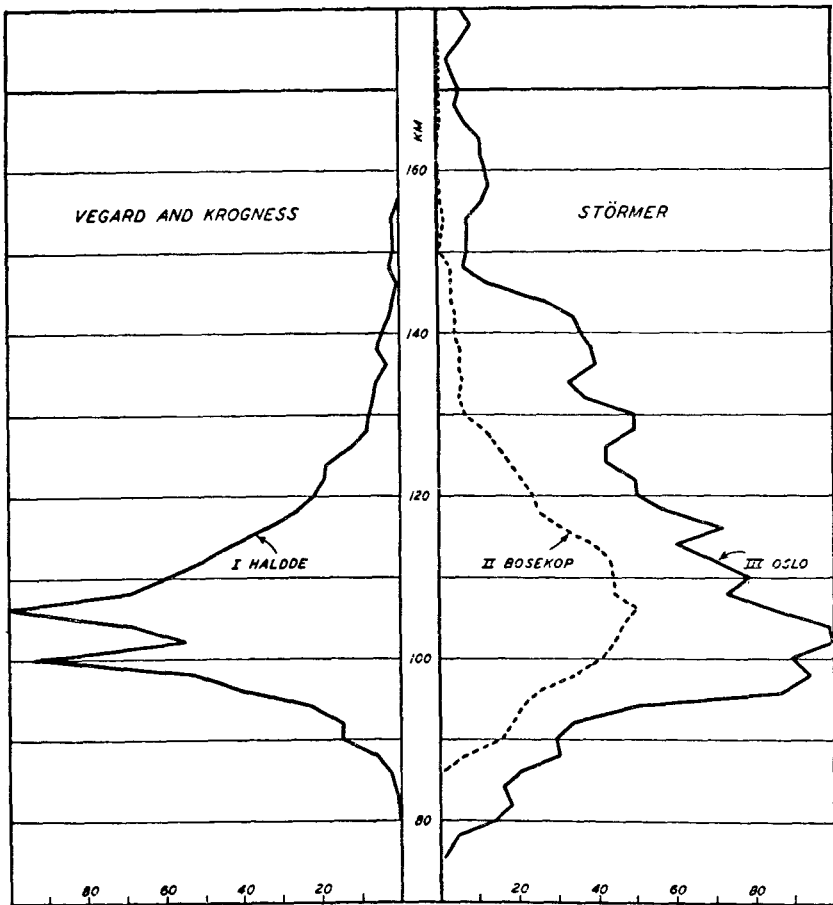 KM
160
VEGARD AND KROGNESS
STÖRMER
140
120
I HALDDE
II BOSEKOP
III OSLO
100
80
80 60 40 20
20 40 60 80